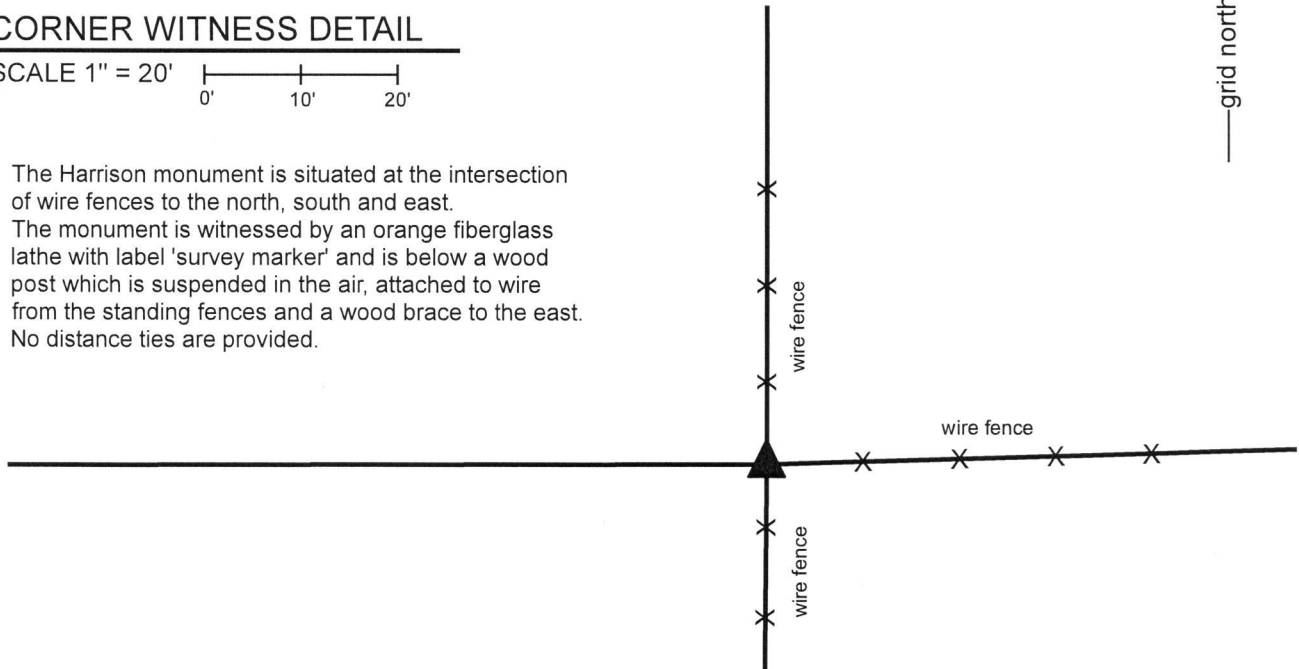 CORNER WITNESS DETAIL
SCALE 1" = 20'
0' 10' 20'
The Harrison monument is situated at the intersection
of wire fences to the north, south and east.
The monument is witnessed by an orange fiberglass
lathe with label 'survey marker' and is below a wood
post which is suspended in the air, attached to wire
from the standing fences and a wood brace to the east.
No distance ties are provided.
grid north
wire fence
wire fence
wire fence